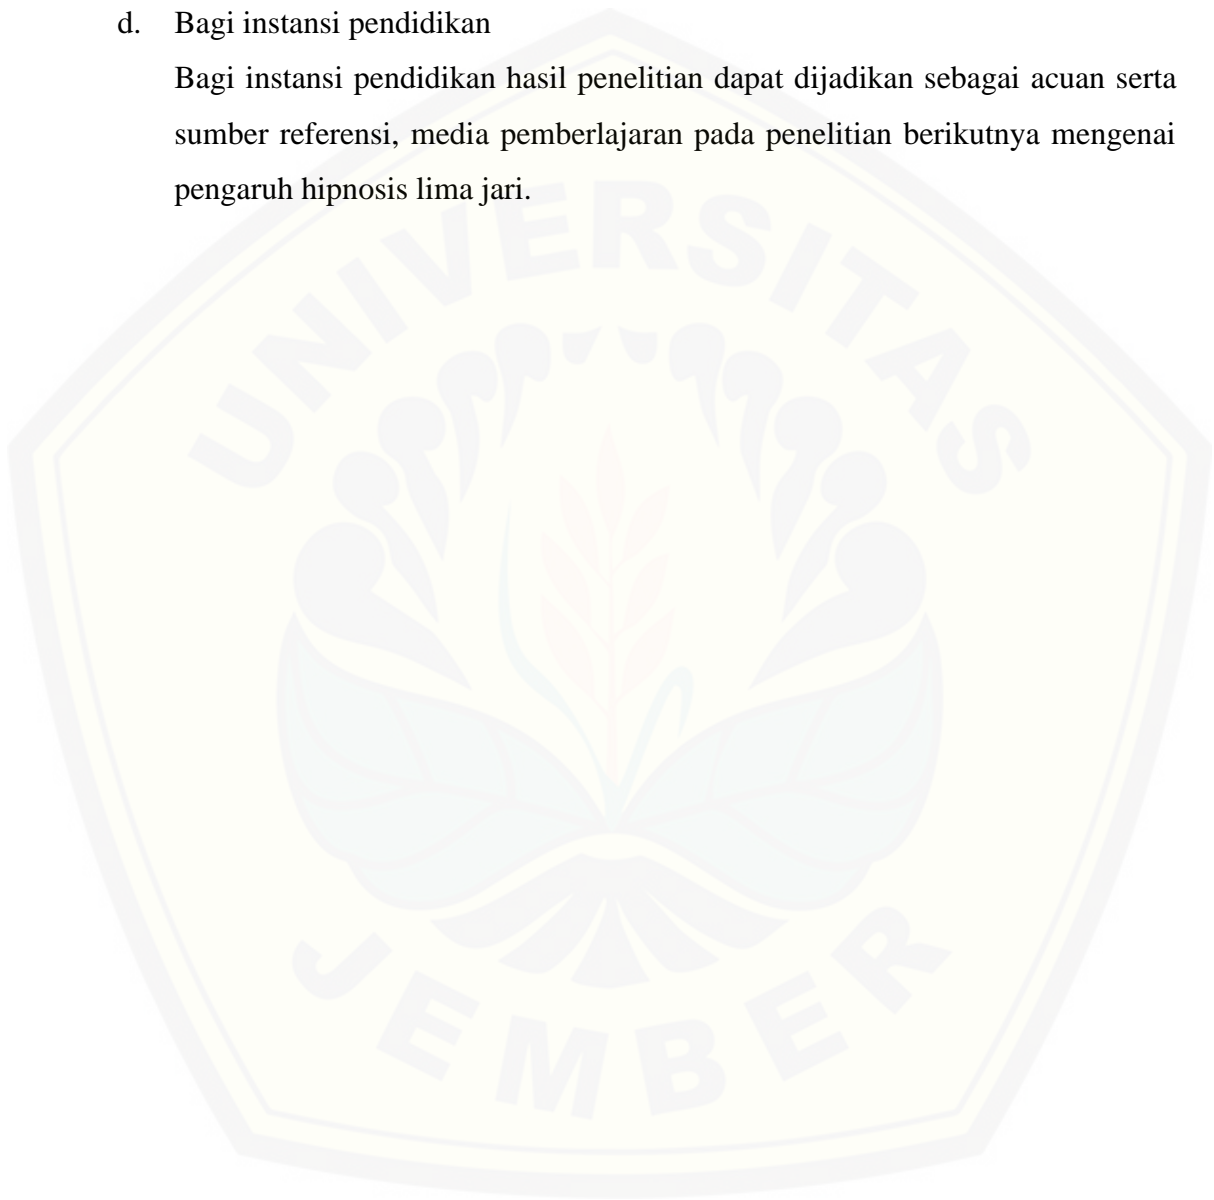 d. Bagi instansi pendidikan
Bagi instansi pendidikan hasil penelitian dapat dijadikan sebagai acuan serta
sumber referensi, media pemberlajaran pada penelitian berikutnya mengenai
pengaruh hipnosis lima jari.
UNIVERSITAS
JEMBER